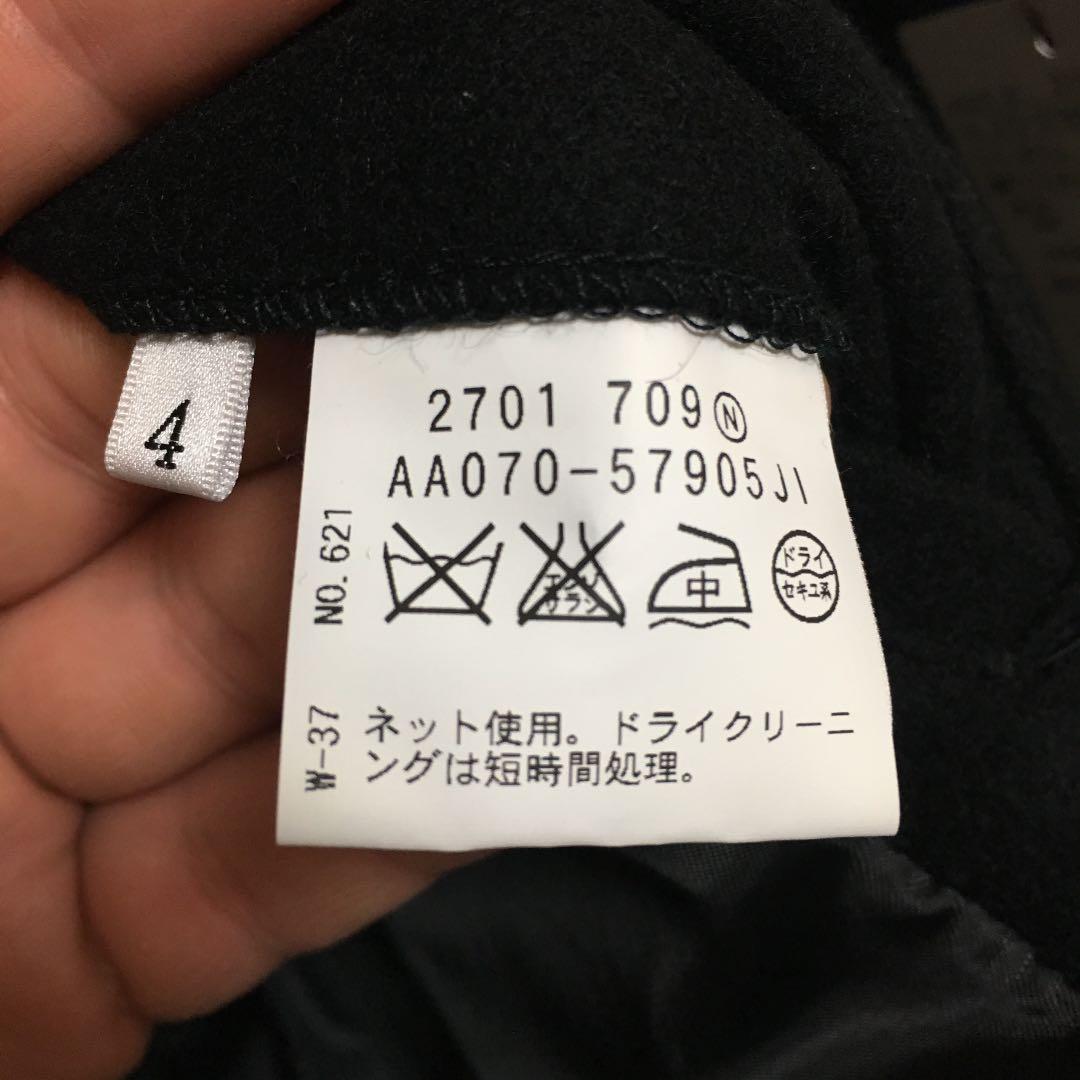 4
2701 709Ⓝ
AA070-57905JI
NO. 621
エンソ
サラシ
中
ドライ
セキユ系
W-37
ネット使用。ドライクリーニ
ングは短時間処理。